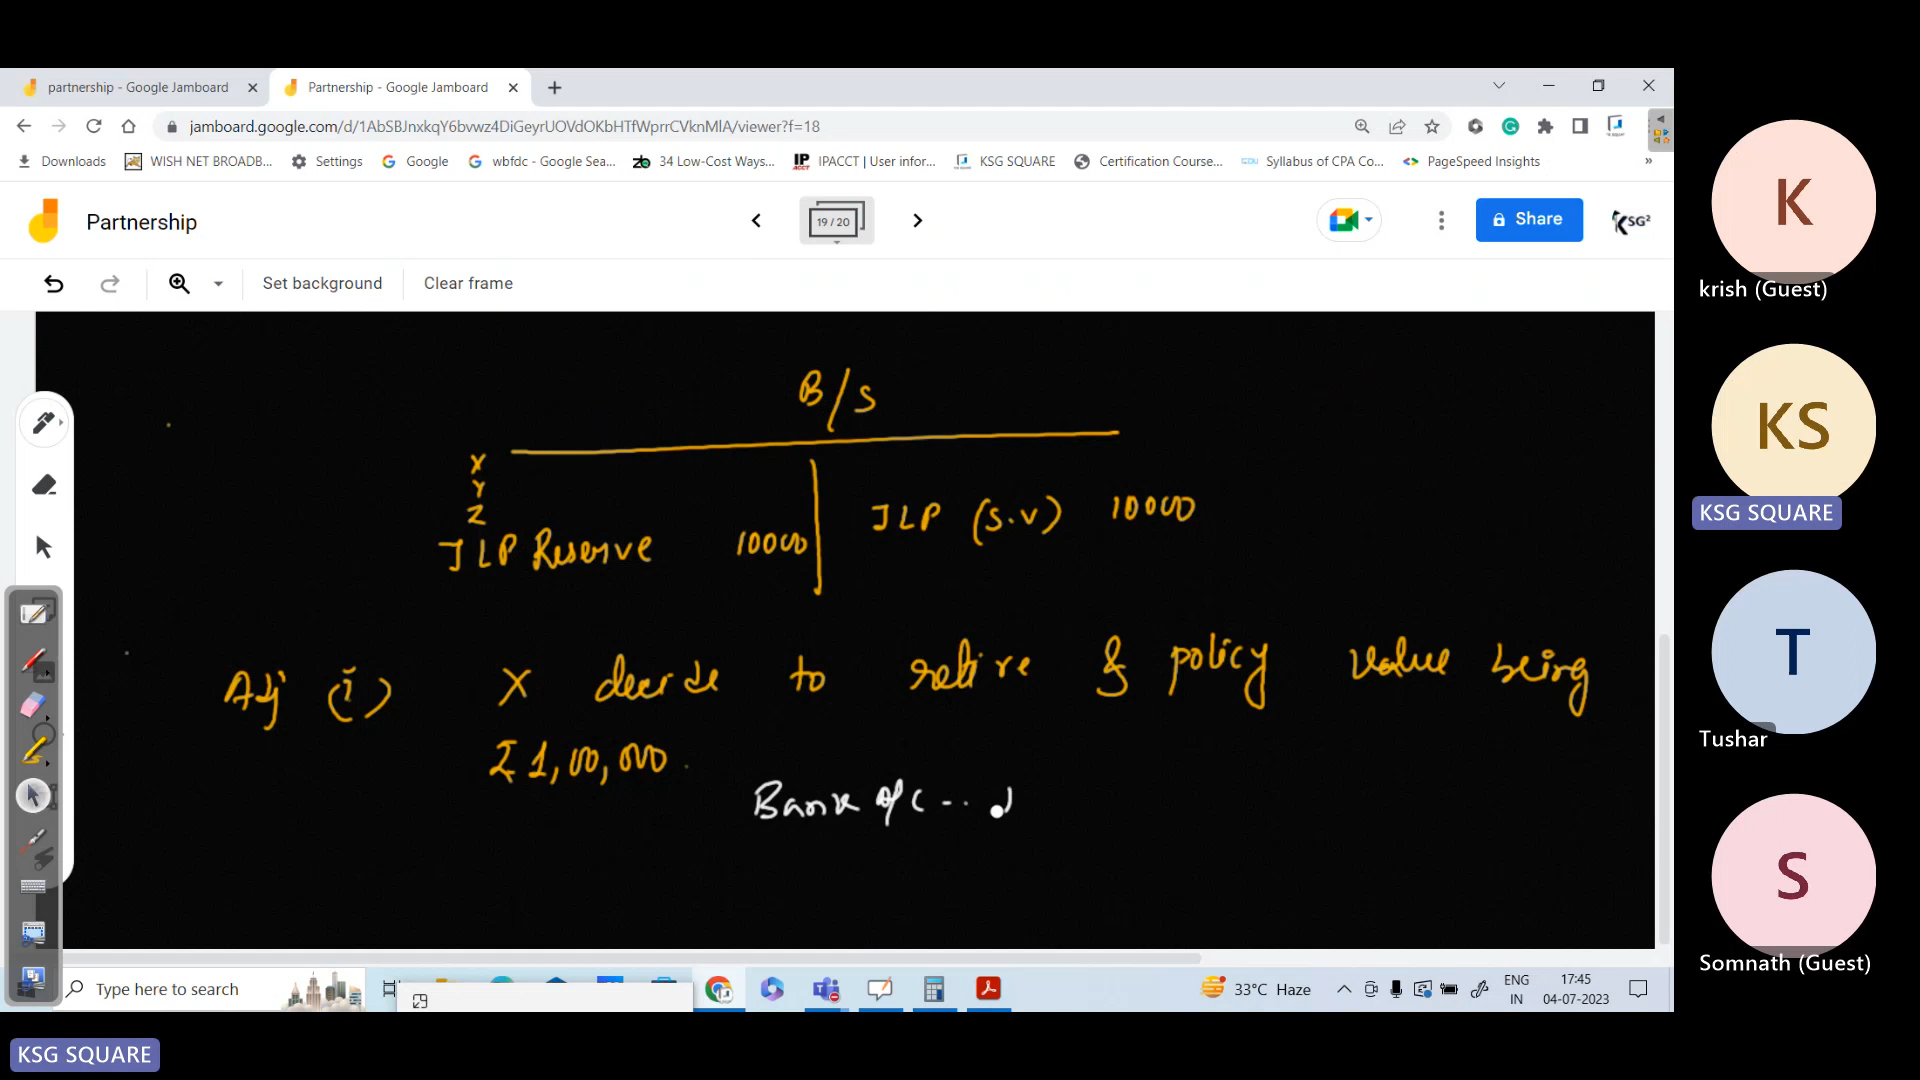 partnership - Google Jamboard
Partnership - Google Jamboard
jamboard.google.com/d/1AbSBJnxkqY6bvwz4DiGeyrUOVdOKbHTfWprrCVknMlA/viewer?f=18
Downloads WISH NET BROADB... Settings Google wbfdc - Google Sea... 34 Low-Cost Ways... IPACCT | User infor... KSG SQUARE Certification Course... Syllabus of CPA Co... PageSpeed Insights »
Partnership
19 / 20
Share
KSG²
Set background Clear frame
B/S
X
Y
Z
JLP Reserve 10000
JLP (S.V) 10000
Adj (i) X decide to retire & policy value being
₹ 1,00,000.
Bank
Type here to search
33°C Haze
ENG
IN
17:45
04-07-2023
K
krish (Guest)
KS
KSG SQUARE
T
Tushar
S
Somnath (Guest)
KSG SQUARE